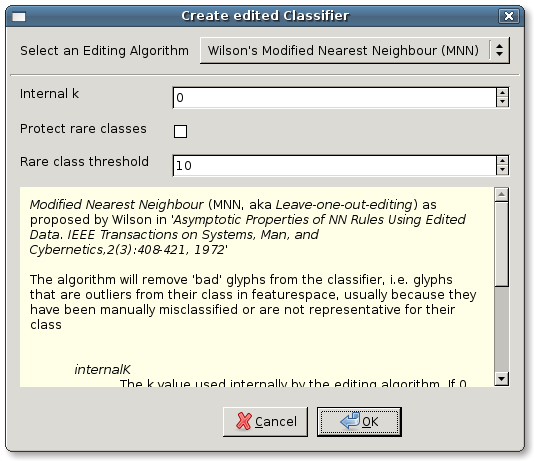 Create edited Classifier
Select an Editing Algorithm Wilson's Modified Nearest Neighbour (MNN)
Internal k 0
Protect rare classes
Rare class threshold 10
Modified Nearest Neighbour (MNN, aka Leave-one-out-editing) as
proposed by Wilson in 'Asymptotic Properties of NN Rules Using Edited
Data. IEEE Transactions on Systems, Man, and
Cybernetics,2(3):408-421, 1972'
The algorithm will remove 'bad' glyphs from the classifier, i.e. glyphs
that are outliers from their class in featurespace, usually because they
have been manually misclassified or are not representative for their
class
internalK
The k value used internally by the editing algorithm. If 0,
Cancel OK